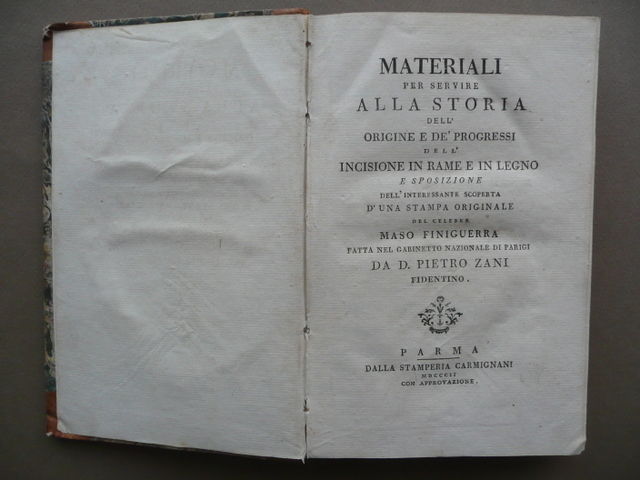 MATERIALI
PER SERVIRE
ALLA STORIA
DELL'
ORIGINE E DE' PROGRESSI
DELL'
INCISIONE IN RAME E IN LEGNO
E SPOSIZIONE
DELL' INTERESSANTE SCOPERTA
D'UNA STAMPA ORIGINALE
DEL CELEBER
MASO FINIGUERRA
FATTA NEL GABINETTO NAZIONALE DI PARIGI
DA D. PIETRO ZANI
FIDENTINO.
PARMA
DALLA STAMPERIA CARMIGNANI
MDCCCII
CON APPROVAZIONE.